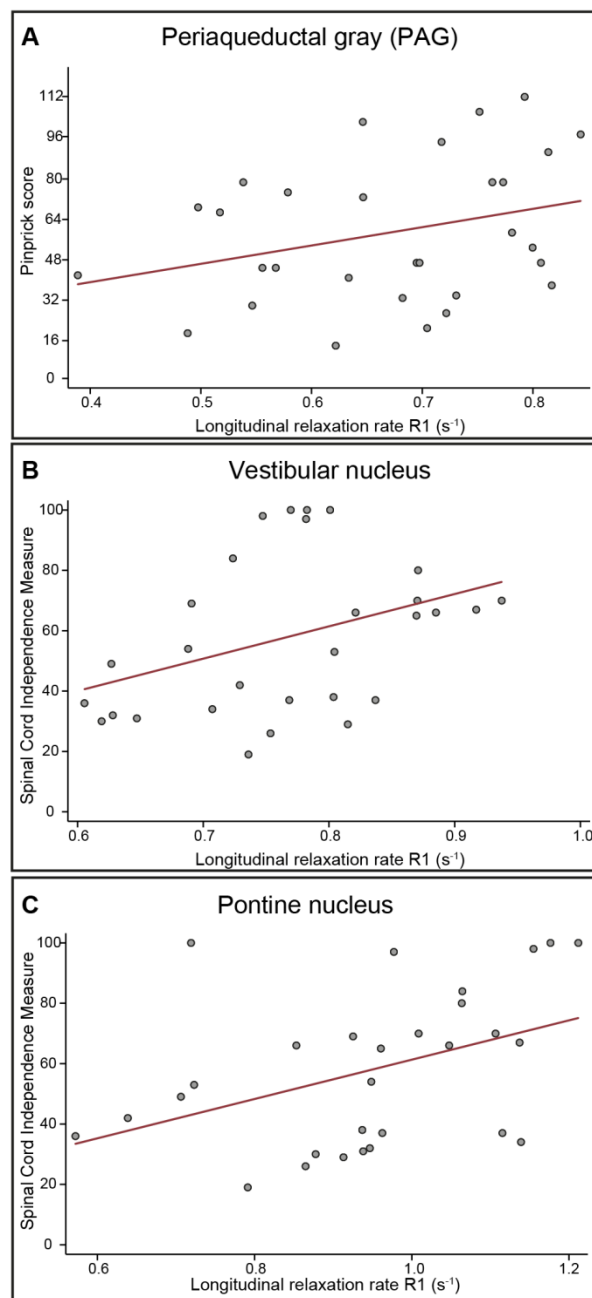 A Periaqueductal gray (PAG)
Pinprick score
112
96
80
64
48
32
16
0
0.4 0.5 0.6 0.7 0.8
Longitudinal relaxation rate R1 (s⁻¹)
B Vestibular nucleus
Spinal Cord Independence Measure
100
80
60
40
20
0
0.6 0.7 0.8 0.9 1.0
Longitudinal relaxation rate R1 (s⁻¹)
C Pontine nucleus
Spinal Cord Independence Measure
100
80
60
40
20
0
0.6 0.8 1.0 1.2
Longitudinal relaxation rate R1 (s⁻¹)